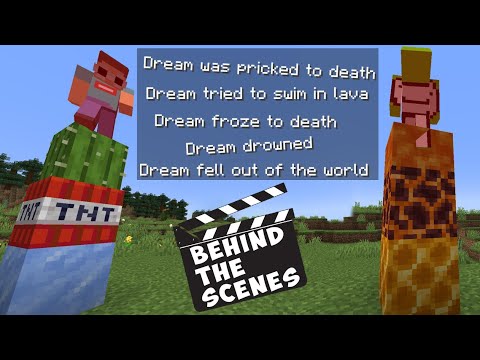 Dream was pricked to death
Dream tried to swim in lava
Dream froze to death
Dream drowned
Dream fell out of the world
TNT TNT
BEHIND
THE
SCENES